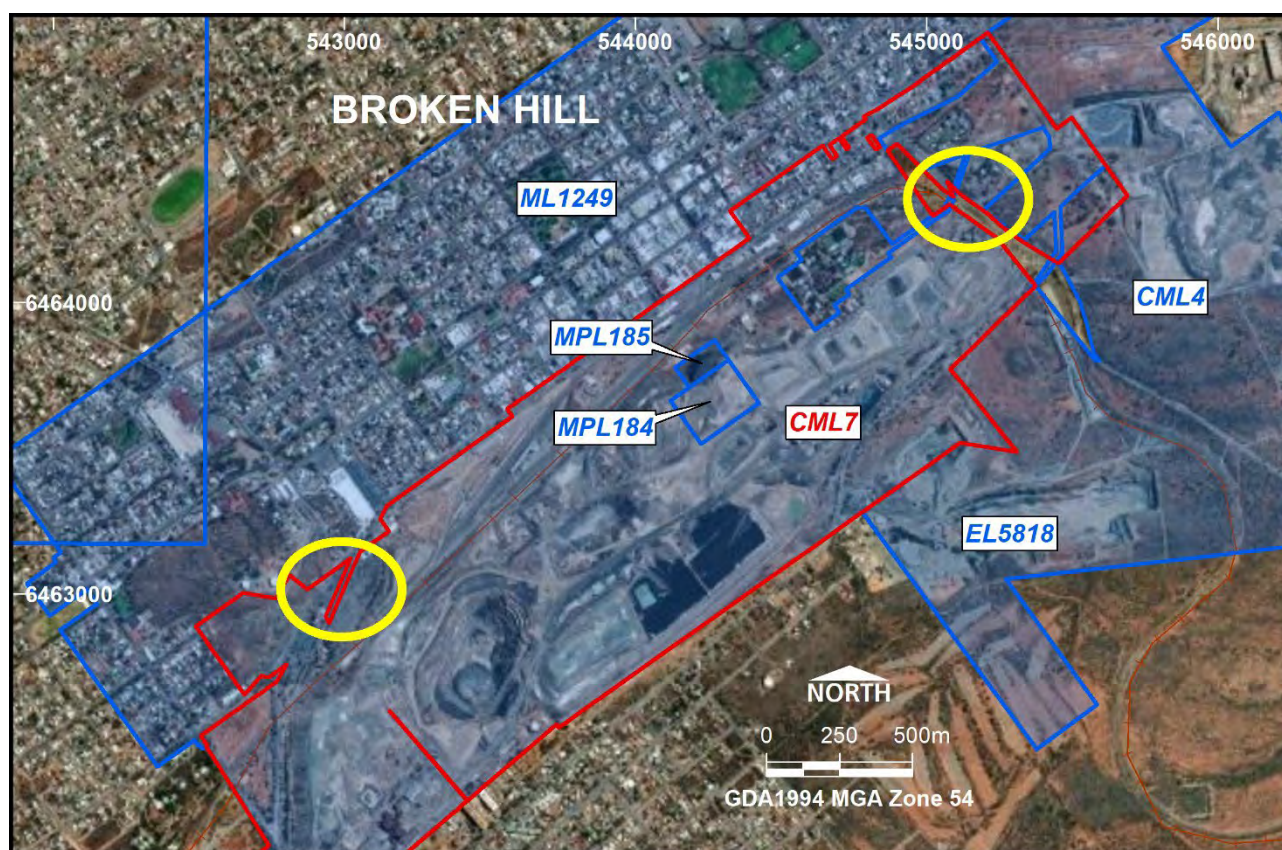 543000
544000
545000
546000
BROKEN HILL
ML1249
6464000
CML4
MPL185
MPL184
CML7
EL5818
6463000
NORTH
0 250 500m
GDA1994 MGA Zone 54